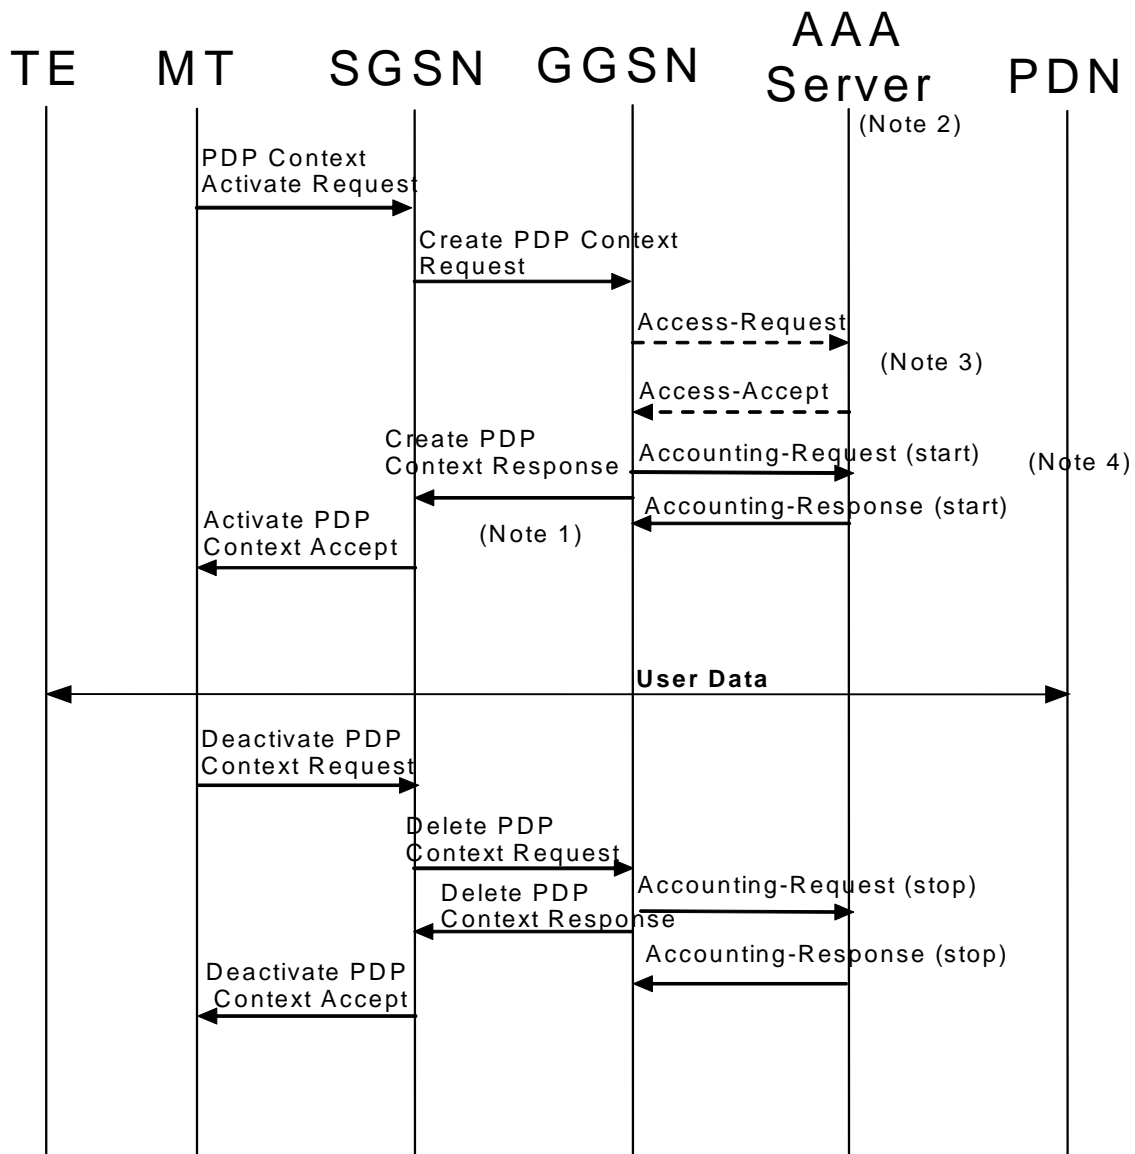 TE MT SGSN GGSN AAA Server PDN
(Note 2)
PDP Context
Activate Request
Create PDP Context
Request
Access-Request
(Note 3)
Access-Accept
Create PDP
Context Response
Accounting-Request (start)
(Note 4)
Accounting-Response (start)
Activate PDP
Context Accept
(Note 1)
User Data
Deactivate PDP
Context Request
Delete PDP
Context Request
Accounting-Request (stop)
Delete PDP
Context Response
Accounting-Response (stop)
Deactivate PDP
Context Accept